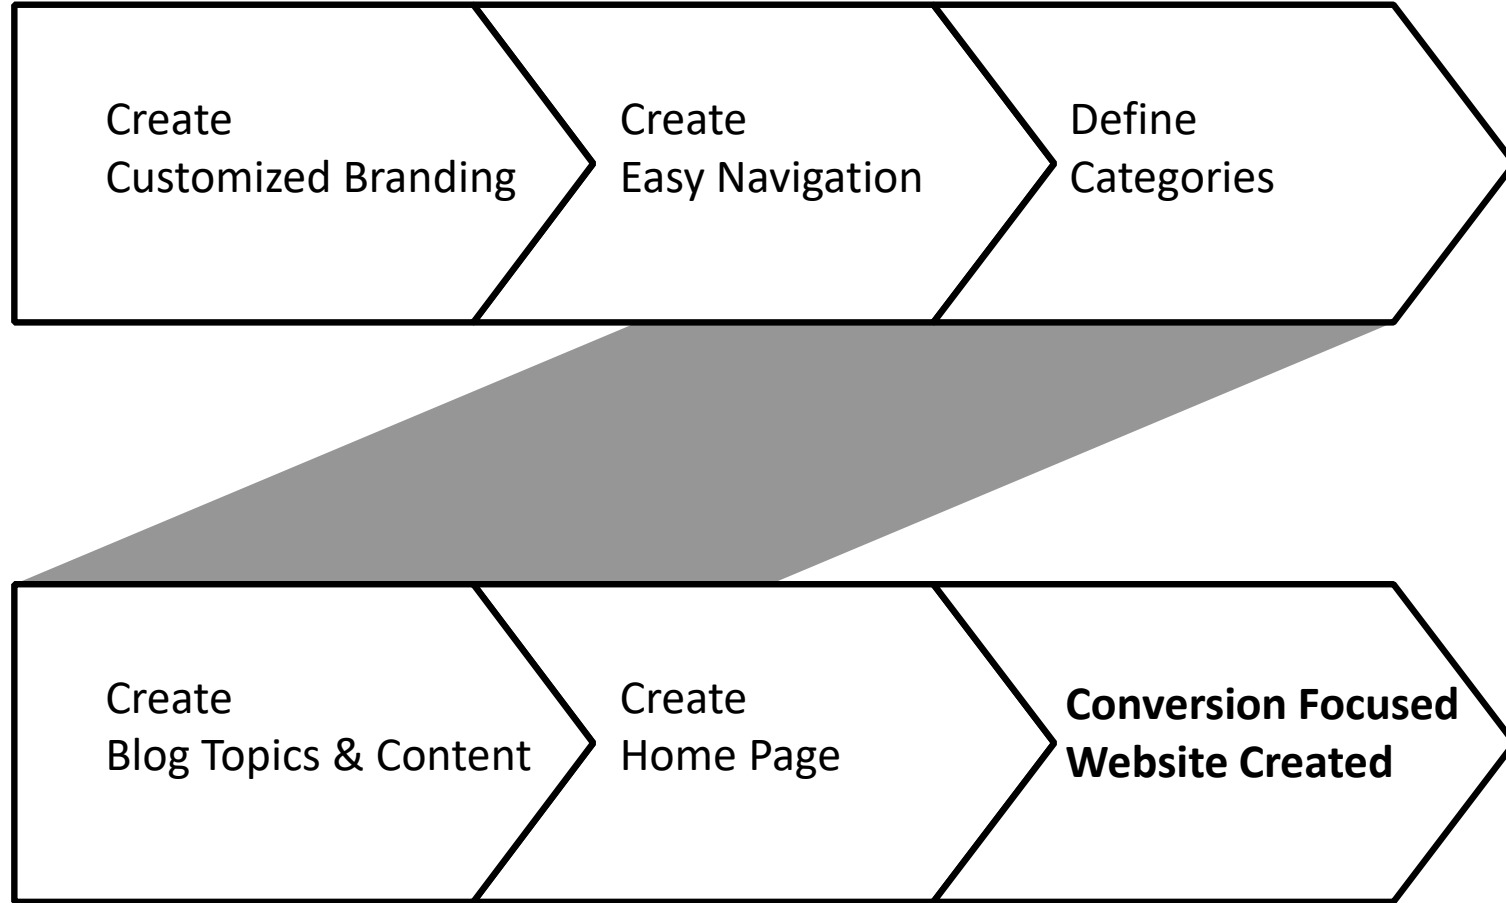 Create
Customized Branding
Create
Easy Navigation
Define
Categories
Create
Blog Topics & Content
Create
Home Page
Conversion Focused
Website Created